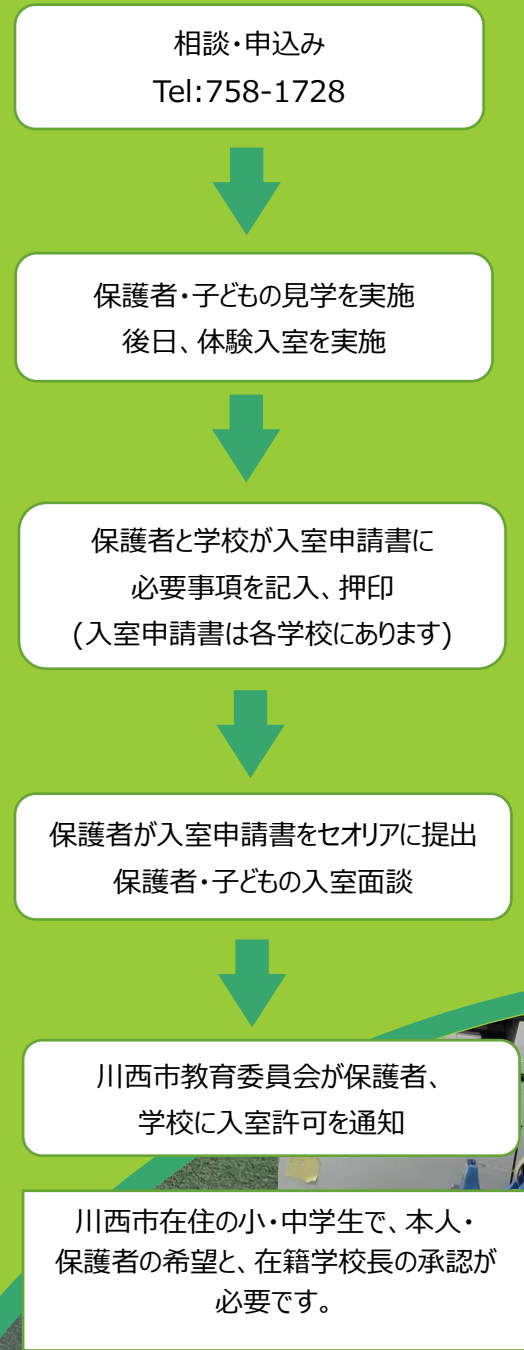 相談・申込み
Tel:758-1728
保護者・子どもの見学を実施
後日、体験入室を実施
保護者と学校が入室申請書に
必要事項を記入、押印
(入室申請書は各学校にあります)
保護者が入室申請書をセオリアに提出
保護者・子どもの入室面談
川西市教育委員会が保護者、
学校に入室許可を通知
川西市在住の小・中学生で、本人・
保護者の希望と、在籍学校長の承認が
必要です。